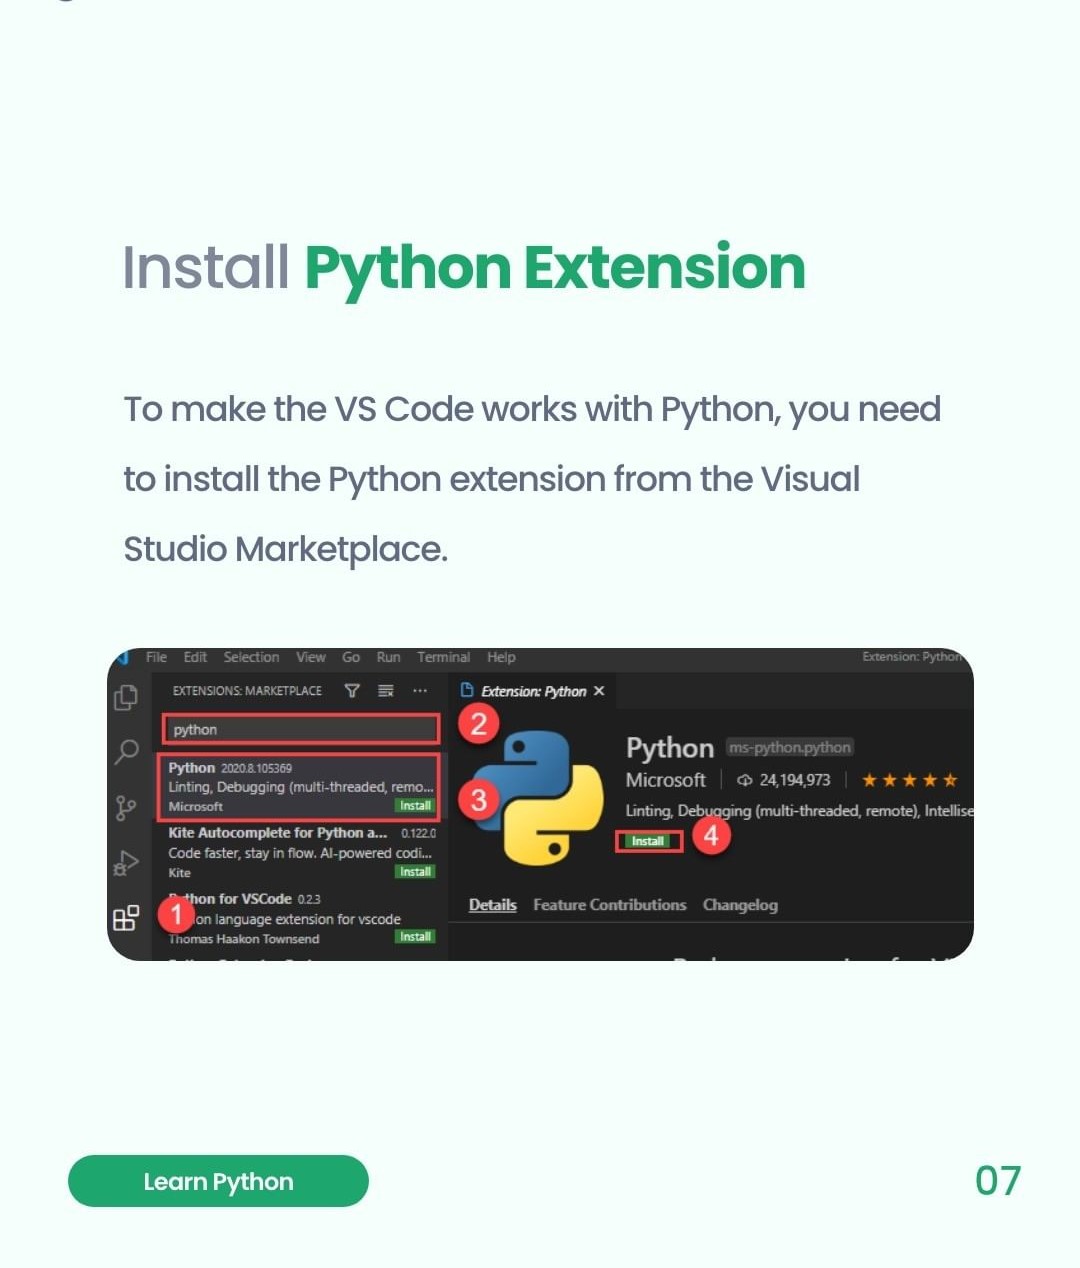 Install Python Extension
To make the VS Code works with Python, you need
to install the Python extension from the Visual
Studio Marketplace.
File Edit Selection View Go Run Terminal Help Extension: Python
EXTENSIONS: MARKETPLACE ...
python
Python 2020.8.105369
Linting, Debugging (multi-threaded, remo...
Microsoft Install
Kite Autocomplete for Python a... 0.122.0
Code faster, stay in flow. AI-powered codi...
Kite Install
Python for VSCode 0.2.3
on language extension for vscode
Thomas Haakon Townsend Install
1
Extension: Python ×
2
3
Python ms-python.python
Microsoft 24,194,973
Linting, Debugging (multi-threaded, remote), Intellise
Install 4
Details Feature Contributions Changelog
Learn Python
07